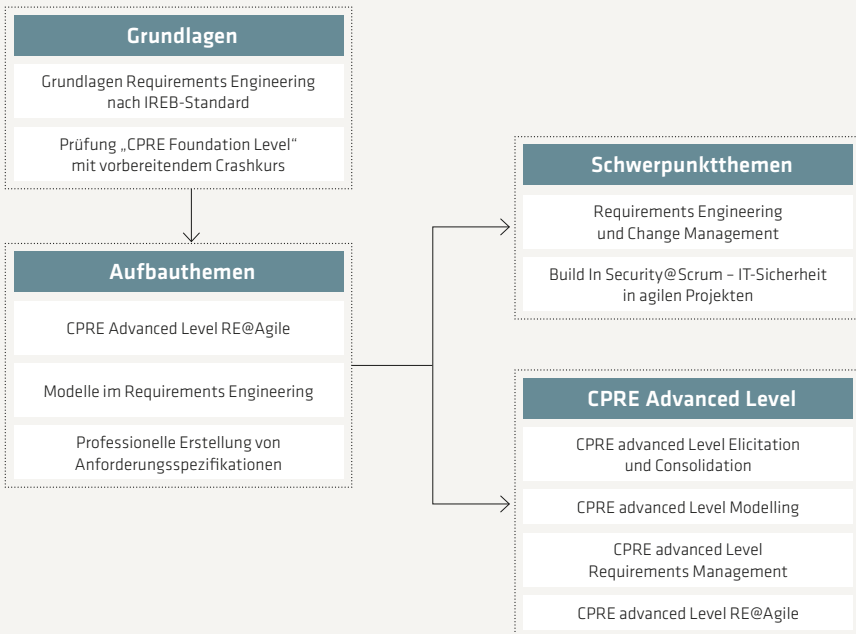 Grundlagen
Grundlagen Requirements Engineering
nach IREB-Standard
Prüfung „CPRE Foundation Level“
mit vorbereitendem Crashkurs
Aufbauthemen
CPRE Advanced Level RE@Agile
Modelle im Requirements Engineering
Professionelle Erstellung von
Anforderungsspezifikationen
Schwerpunktthemen
Requirements Engineering
und Change Management
Build In Security@Scrum – IT-Sicherheit
in agilen Projekten
CPRE Advanced Level
CPRE advanced Level Elicitation
und Consolidation
CPRE advanced Level Modelling
CPRE advanced Level
Requirements Management
CPRE advanced Level RE@Agile